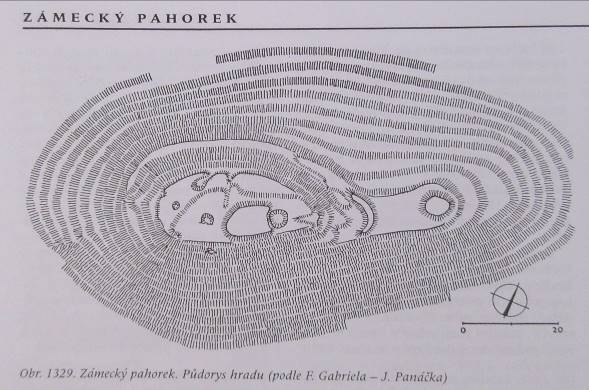 ZÁMECKÝ PAHOREK
0 20
Obr. 1329. Zámecký pahorek. Půdorys hradu (podle F. Gabriela – J. Panáčka)